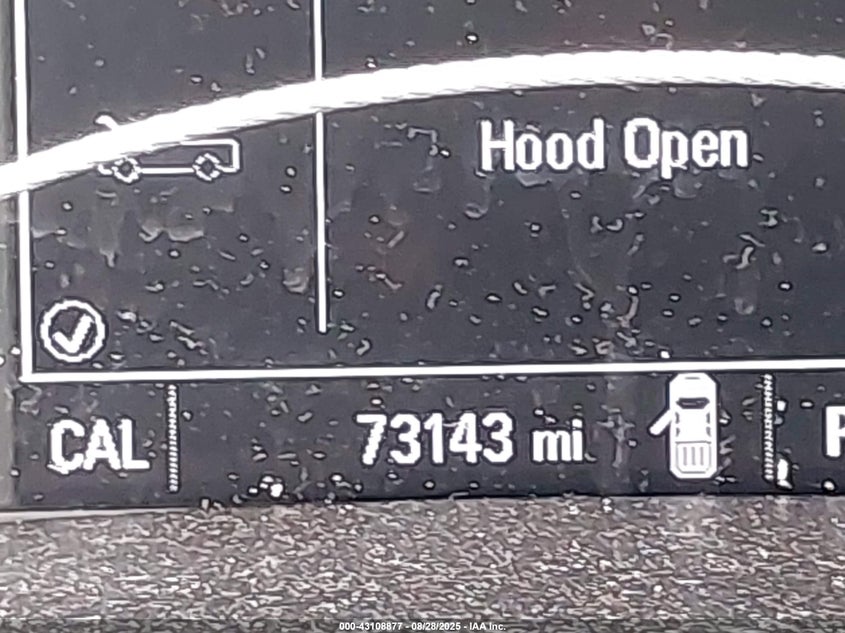 Hood Open
CAL 73143 mi P
000-43108877 - 08/28/2025 - IAA Inc.